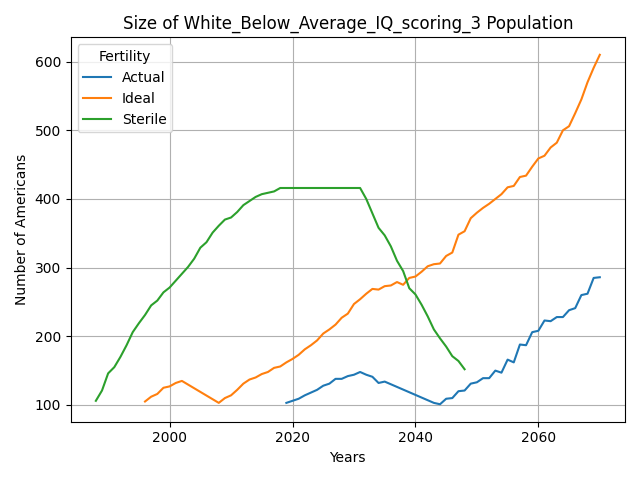 Size of White_Below_Average_IQ_scoring_3 Population
Fertility
Actual
Ideal
Sterile
Number of Americans
600
500
400
300
200
100
2000
2020
2040
2060
Years